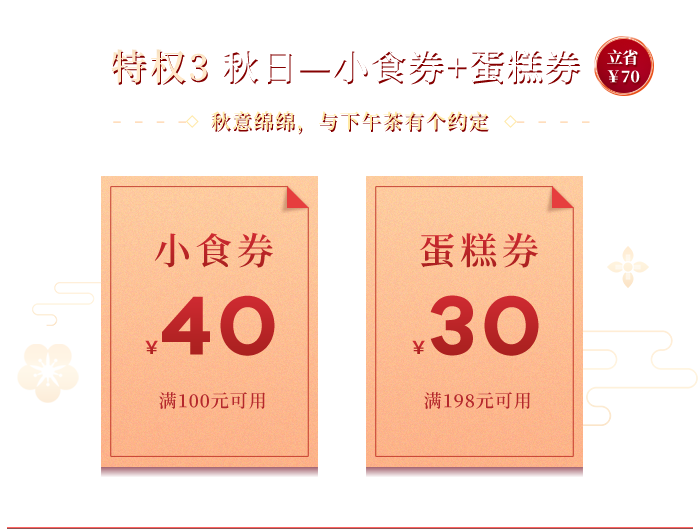 特权3 秋日—小食券+蛋糕券
立省
¥70
秋意绵绵，与下午茶有个约定
小食券
¥40
满100元可用
蛋糕券
¥30
满198元可用